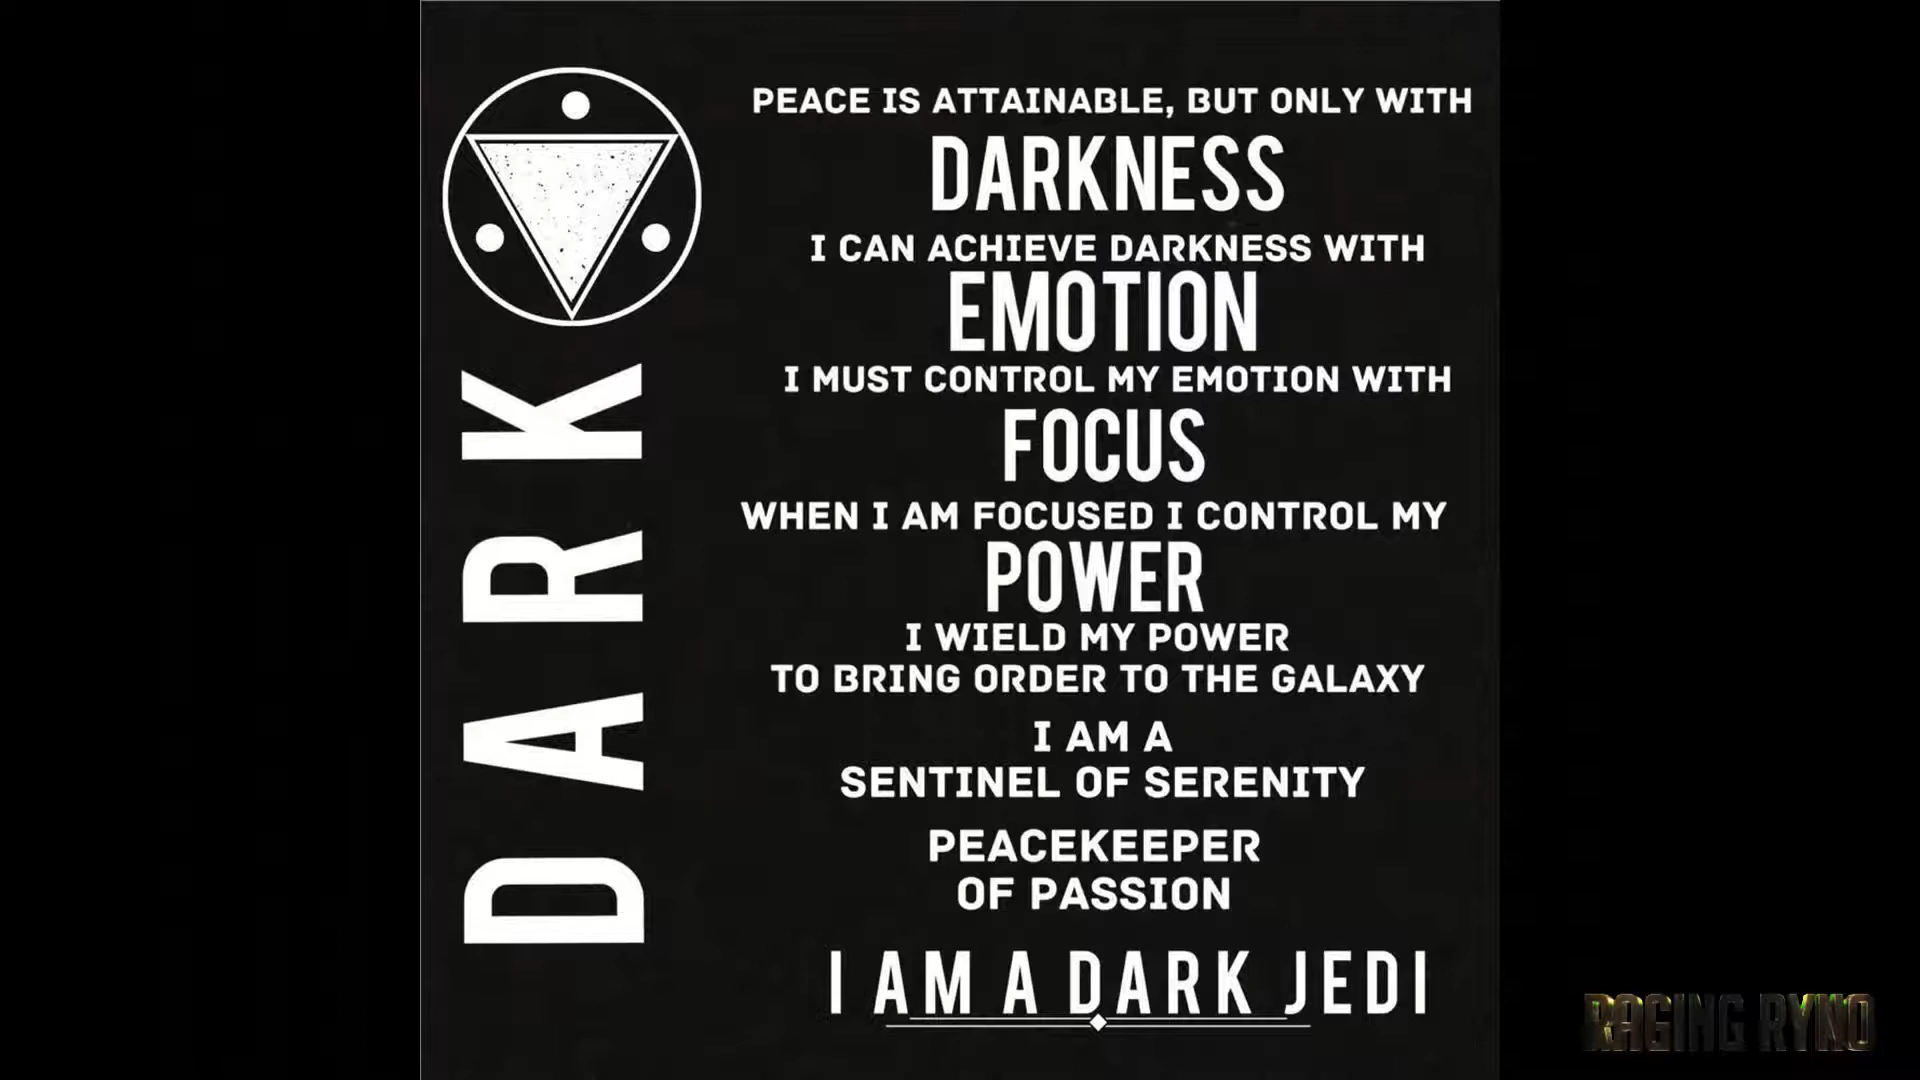 DARK
PEACE IS ATTAINABLE, BUT ONLY WITH
DARKNESS
I CAN ACHIEVE DARKNESS WITH
EMOTION
I MUST CONTROL MY EMOTION WITH
FOCUS
WHEN I AM FOCUSED I CONTROL MY
POWER
I WIELD MY POWER
TO BRING ORDER TO THE GALAXY
I AM A
SENTINEL OF SERENITY
PEACEKEEPER
OF PASSION
I AM A DARK JEDI
RAGING RYNO